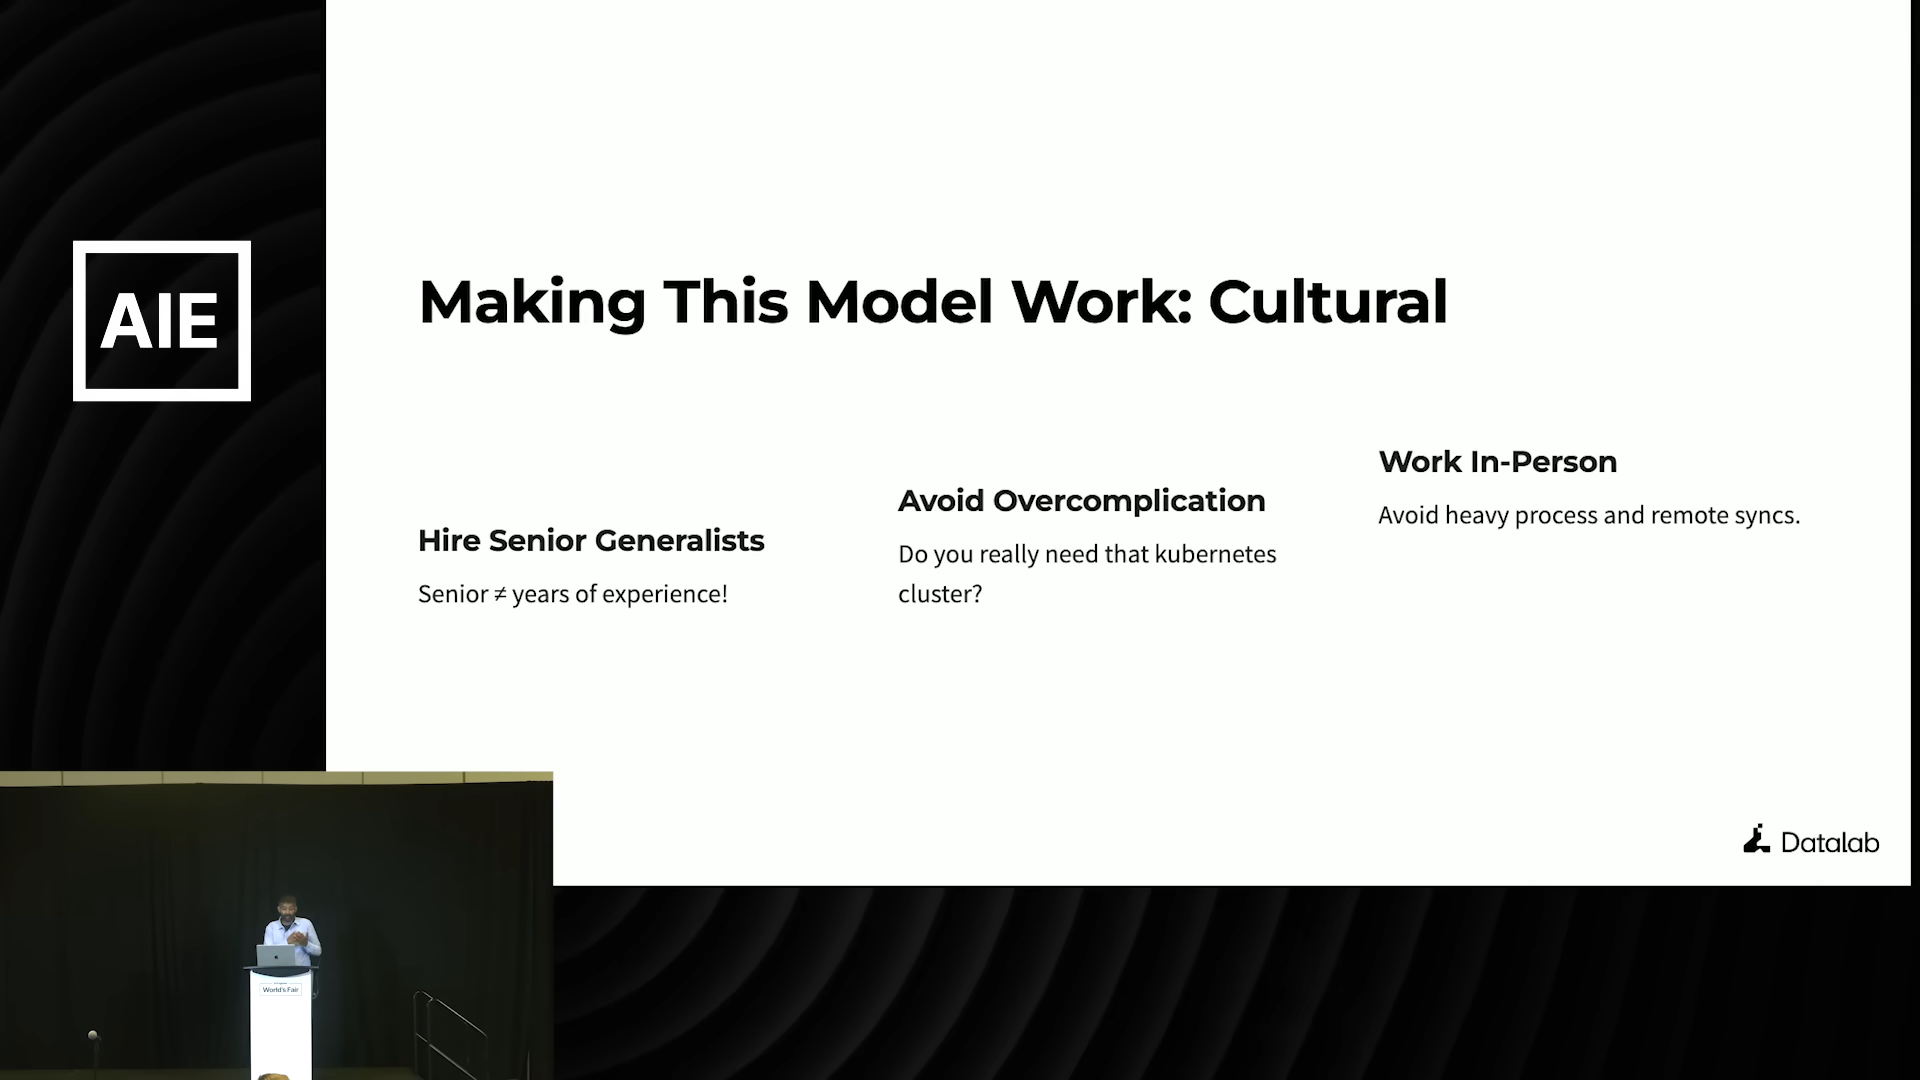 AIE
Making This Model Work: Cultural
Hire Senior Generalists
Senior ≠ years of experience!
Avoid Overcomplication
Do you really need that kubernetes
cluster?
Work In-Person
Avoid heavy process and remote syncs.
Datalab
World's Fair